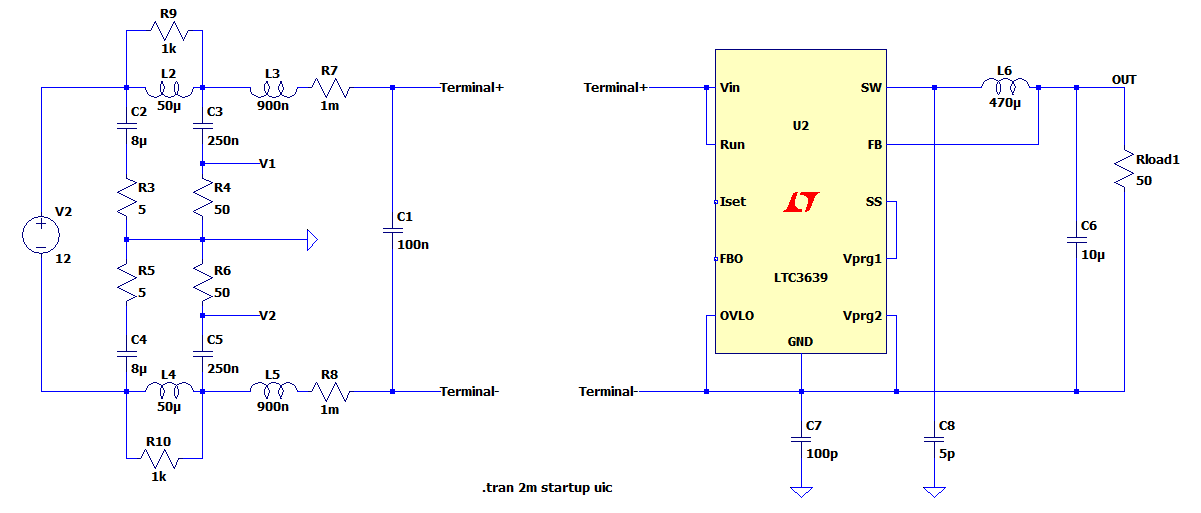 R9
1k
L2
50µ
L3
900n
R7
1m
Terminal+
C2
8µ
C3
250n
V1
R3
5
R4
50
V2
12
C1
100n
R5
5
R6
50
V2
C4
8µ
C5
250n
L4
50µ
L5
900n
R8
1m
Terminal-
R10
1k
Terminal+
Vin
SW
U2
Run
FB
Iset
SS
FBO
Vprg1
LTC3639
OVLO
Vprg2
GND
L6
470µ
OUT
Rload1
50
C6
10µ
Terminal-
C7
100p
C8
5p
.tran 2m startup uic